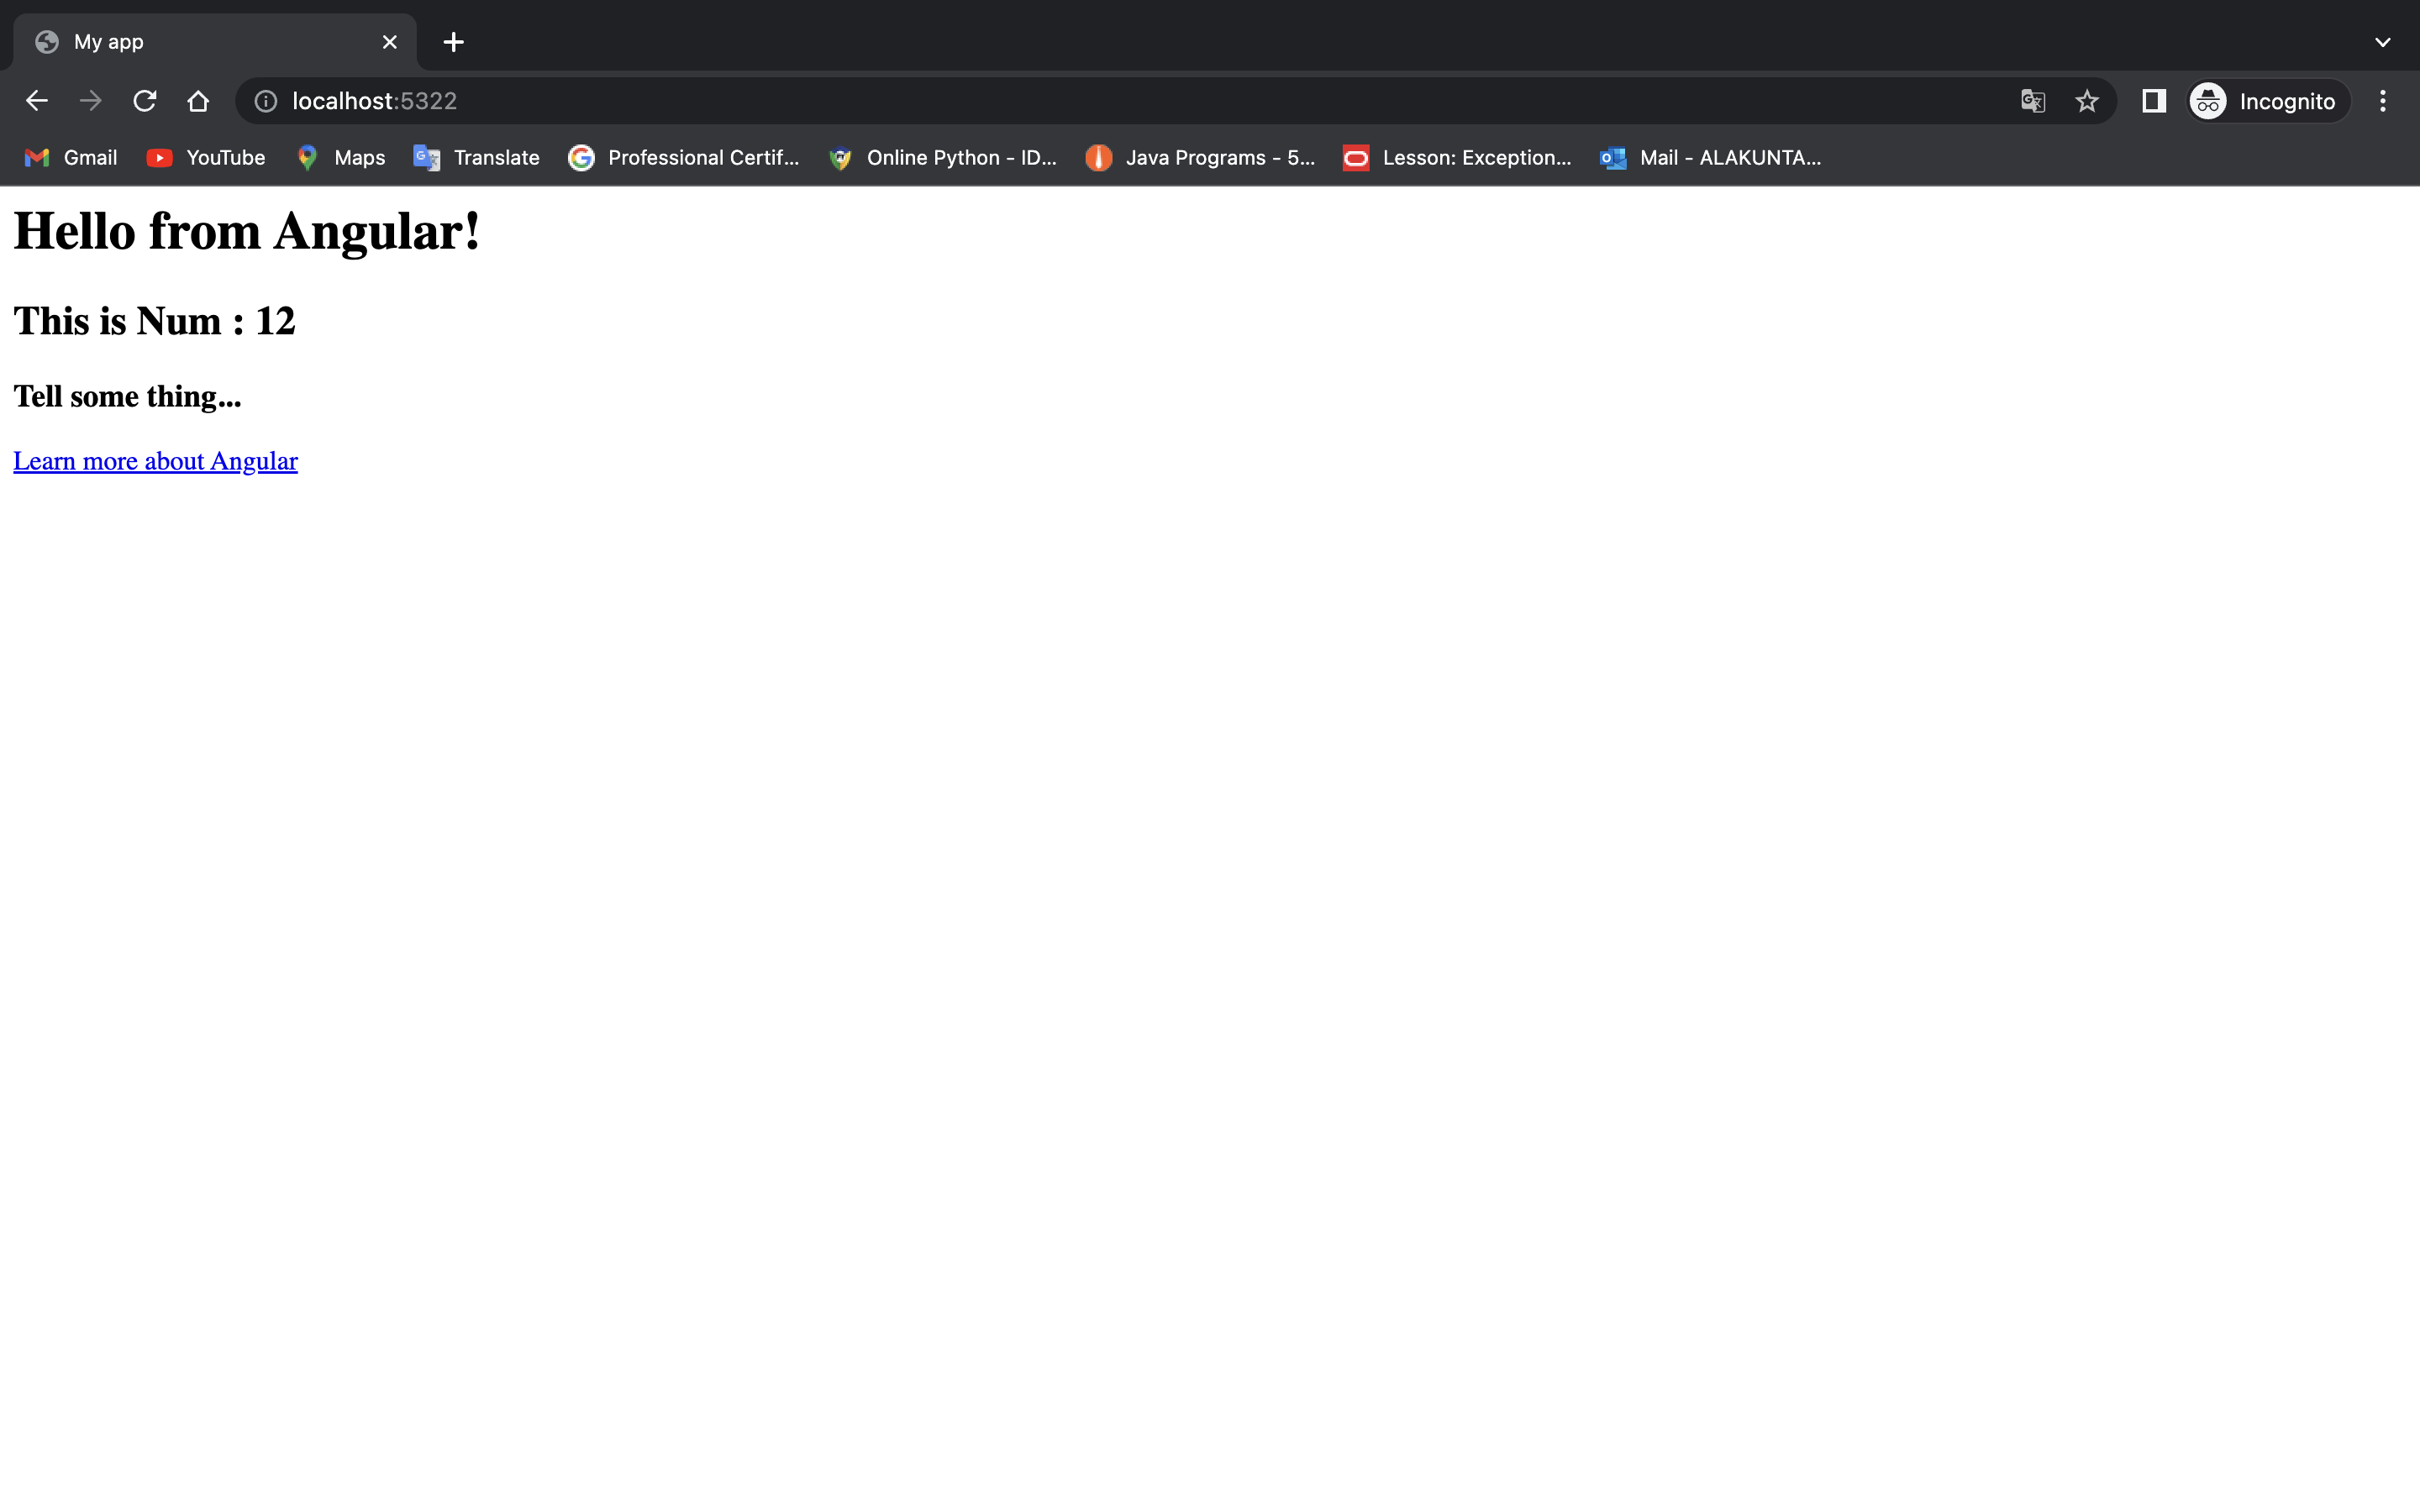 My app
localhost:5322
Incognito
Gmail YouTube Maps Translate Professional Certif... Online Python - ID... Java Programs - 5... Lesson: Exception... Mail - ALAKUNTA...
Hello from Angular!
This is Num : 12
Tell some thing...
Learn more about Angular